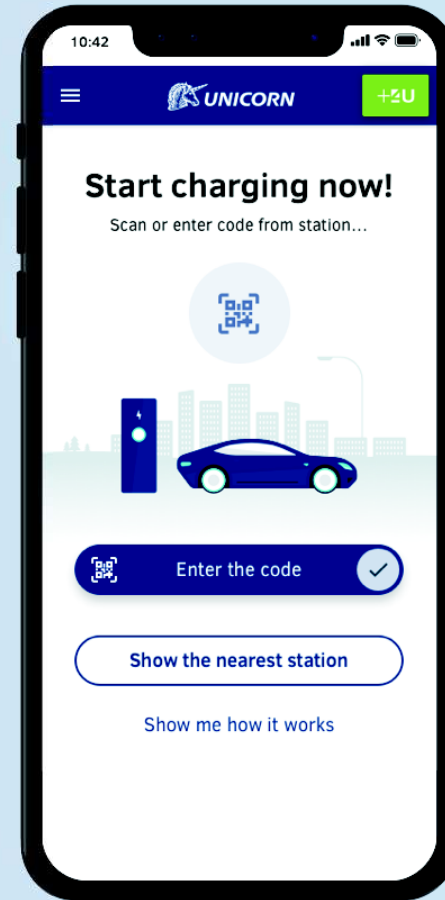 10:42
UNICORN
+4U
Start charging now!
Scan or enter code from station...
Enter the code
Show the nearest station
Show me how it works